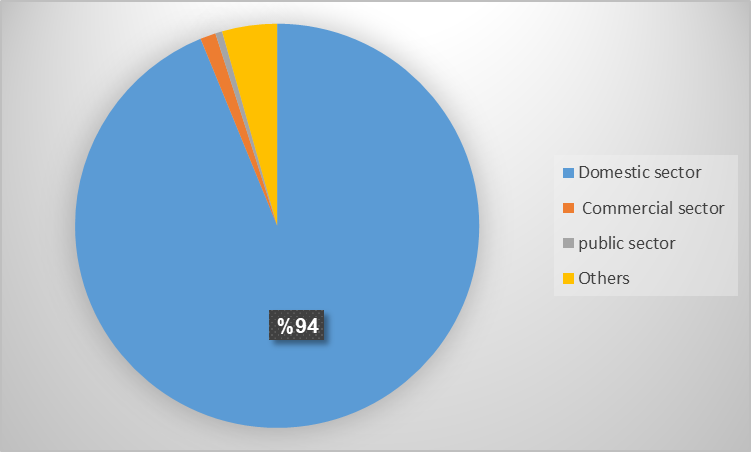 %94
Domestic sector
Commercial sector
public sector
Others